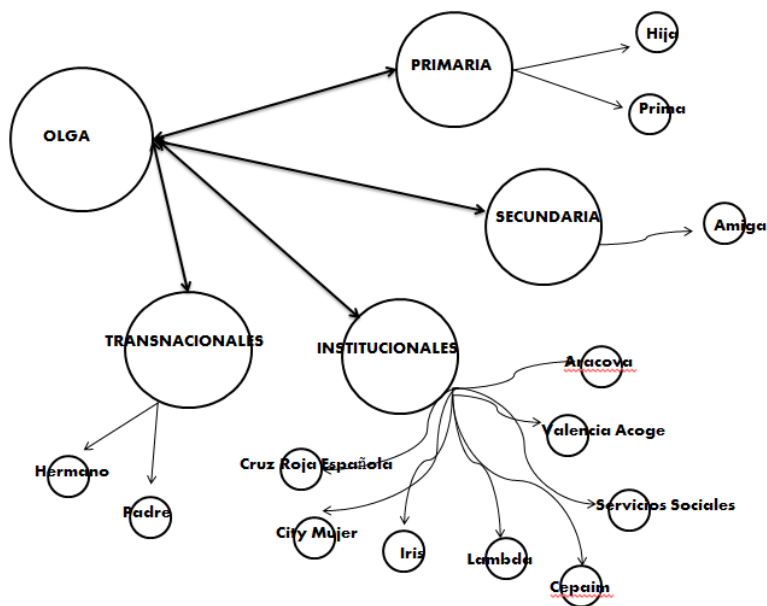 Hija
PRIMARIA
Prima
OLGA
SECUNDARIA
Amiga
TRANSNACIONALES
INSTITUCIONALES
Aracova
Valencia Acoge
Cruz Roja Española
Hermano
Servicios Sociales
Padre
City Mujer
Iris
Lambda
Cepaim